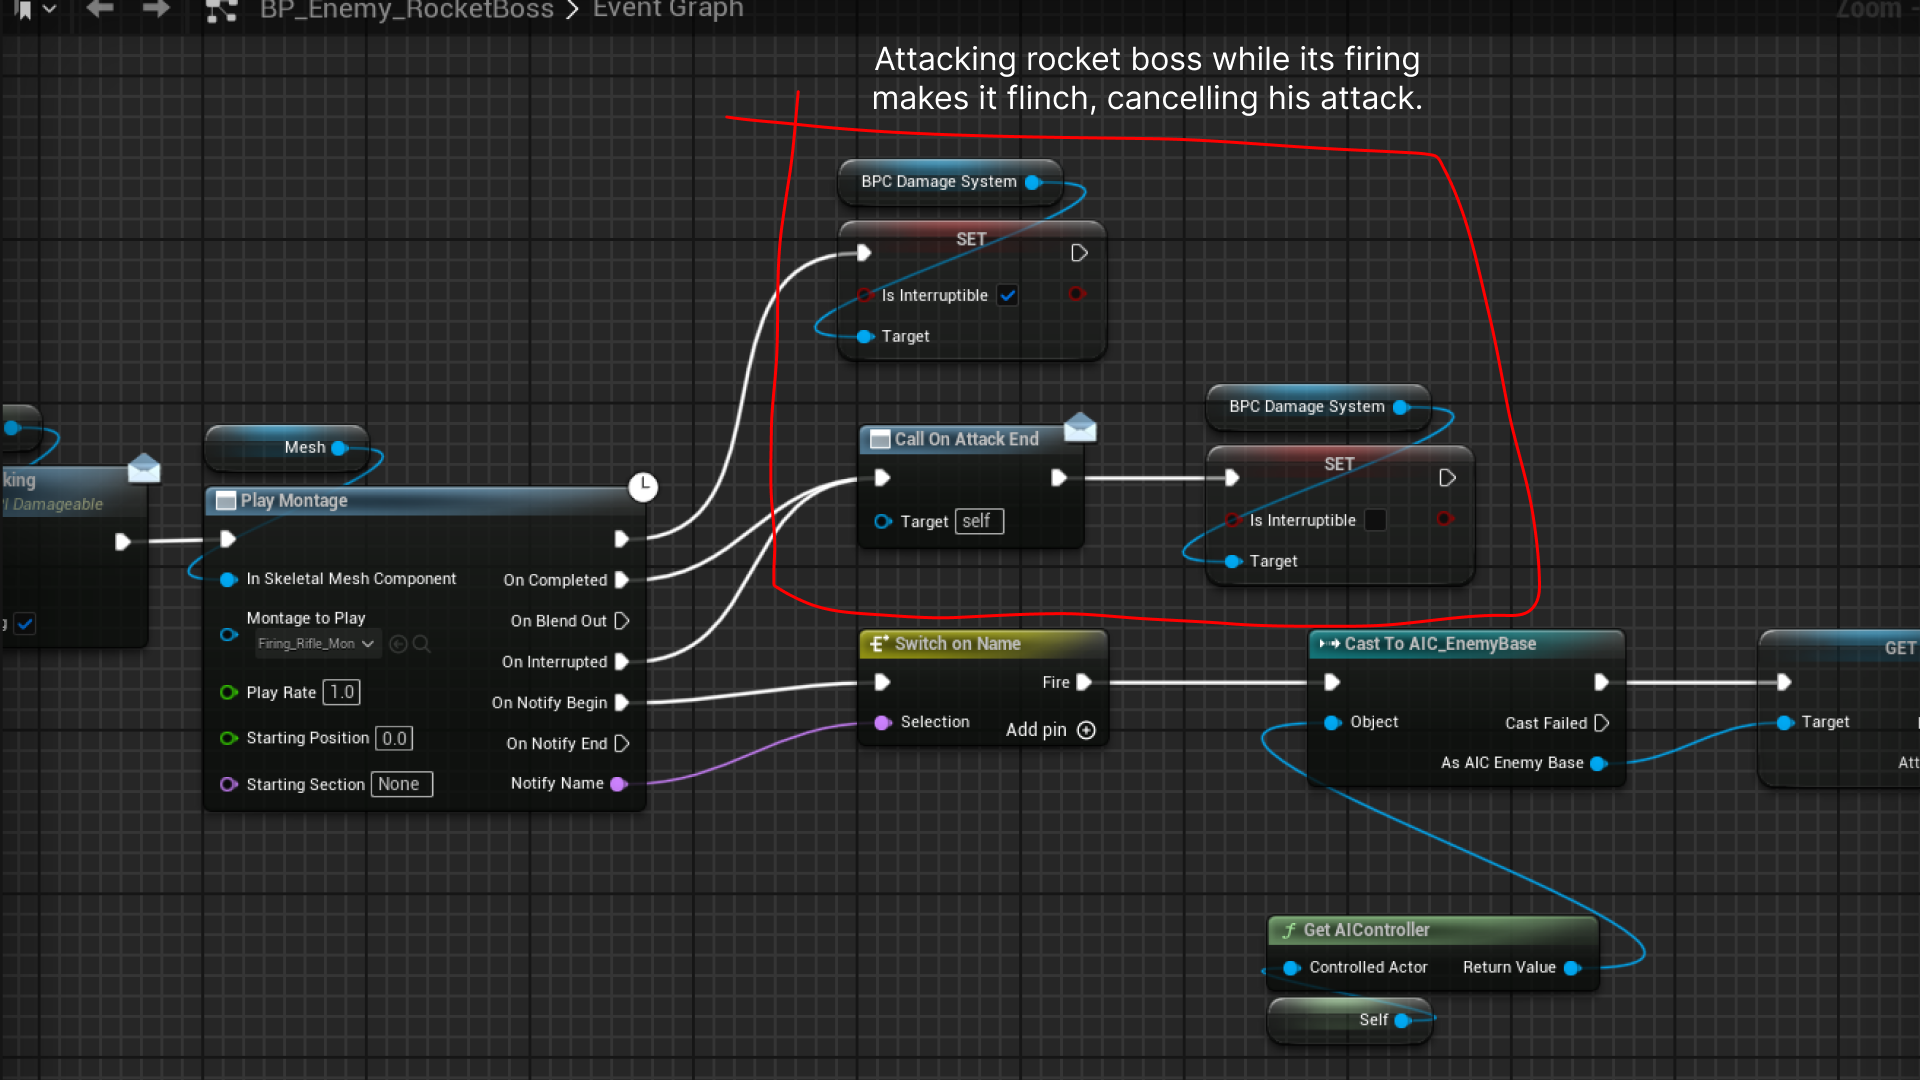 BP_Enemy_RocketBoss > Event Graph
Zoom -
Attacking rocket boss while its firing
makes it flinch, cancelling his attack.
BPC Damage System
SET
Is Interruptible
Target
BPC Damage System
Call On Attack End
Target self
SET
Is Interruptible
Target
king
I Damageable
g
Mesh
Play Montage
In Skeletal Mesh Component
On Completed
Montage to Play
Firing_Rifle_Mon
On Blend Out
On Interrupted
Play Rate 1.0
On Notify Begin
Starting Position 0.0
On Notify End
Starting Section None
Notify Name
Switch on Name
Fire
Selection
Add pin
Cast To AIC_EnemyBase
Object
Cast Failed
As AIC Enemy Base
GET
Target
Att
Get AIController
Controlled Actor
Return Value
Self